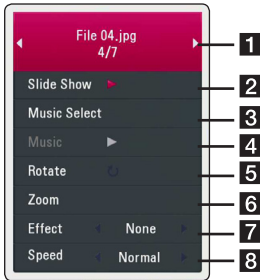 File 04.jpg
4/7
1
Slide Show
2
Music Select
3
Music
4
Rotate
5
Zoom
6
Effect None
7
Speed Normal
8